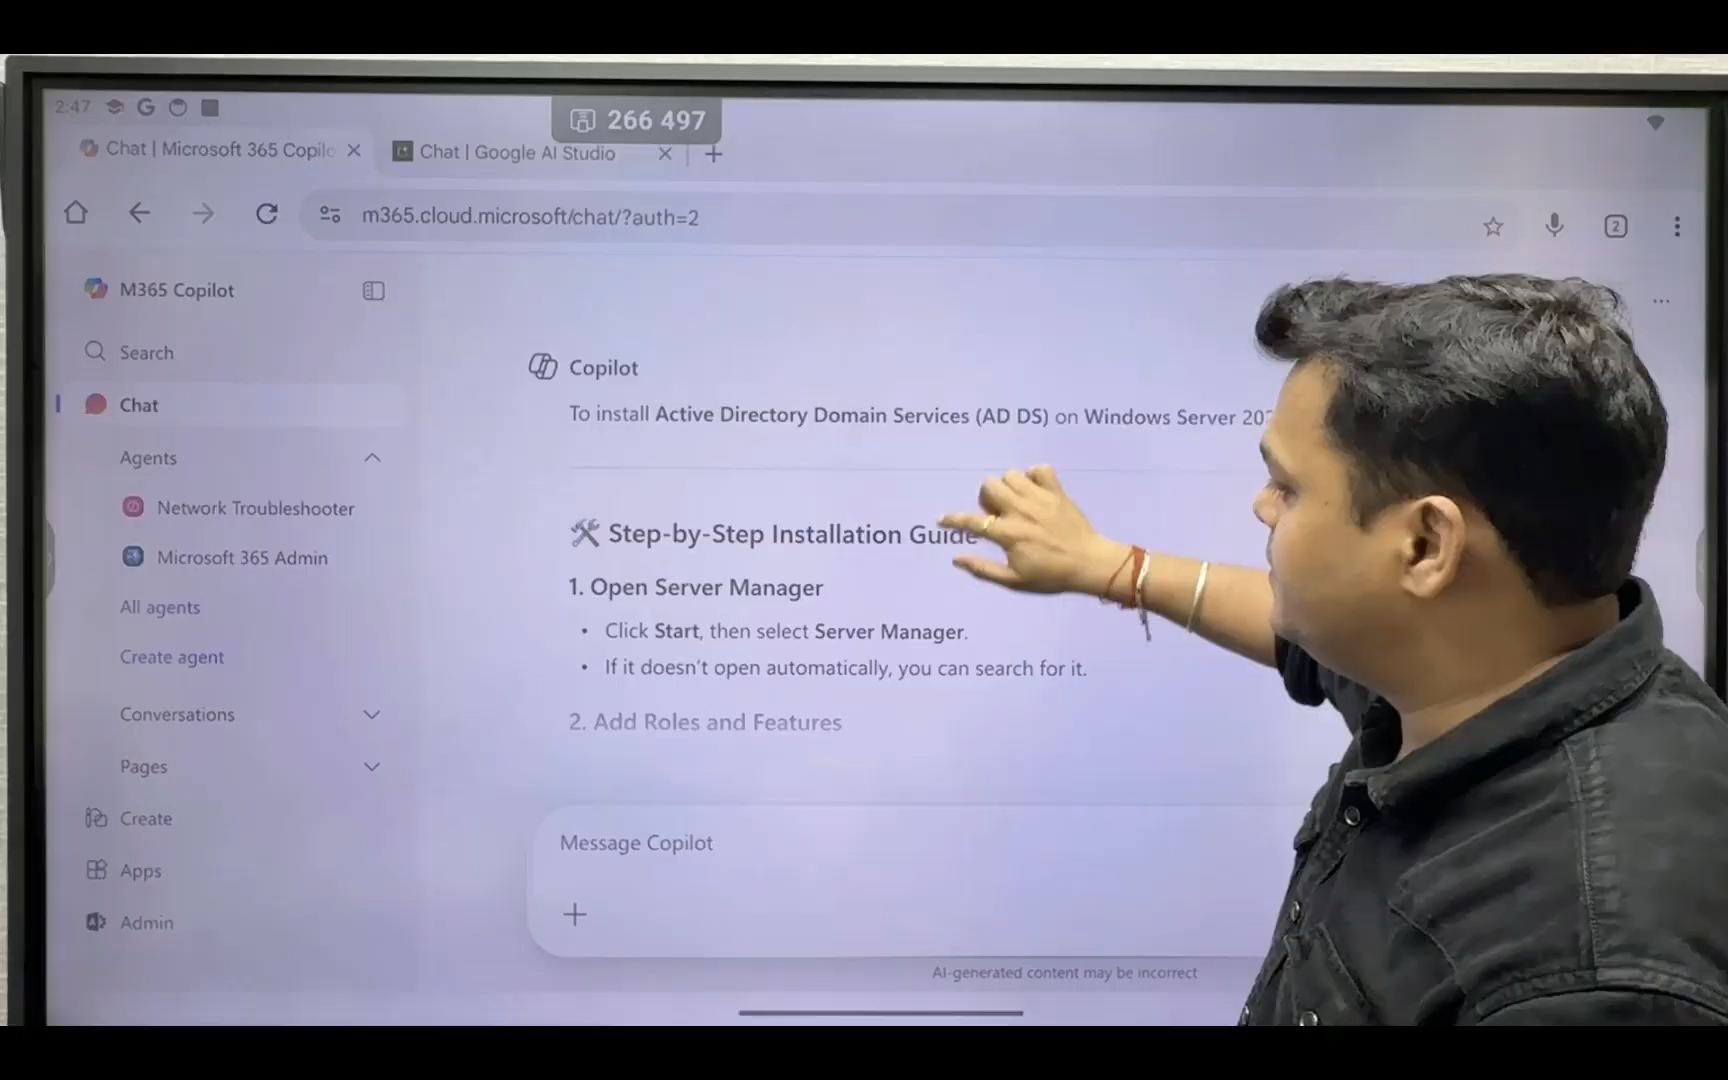 2:47
266 497
Chat | Microsoft 365 Copilo
Chat | Google AI Studio
m365.cloud.microsoft/chat/?auth=2
2
M365 Copilot
Search
Chat
Agents
Network Troubleshooter
Microsoft 365 Admin
All agents
Create agent
Conversations
Pages
Create
Apps
Admin
Copilot
To install Active Directory Domain Services (AD DS) on Windows Server
Step-by-Step Installation Guide
1. Open Server Manager
• Click Start, then select Server Manager.
• If it doesn't open automatically, you can search for it.
2. Add Roles and Features
Message Copilot
AI-generated content may be incorrect